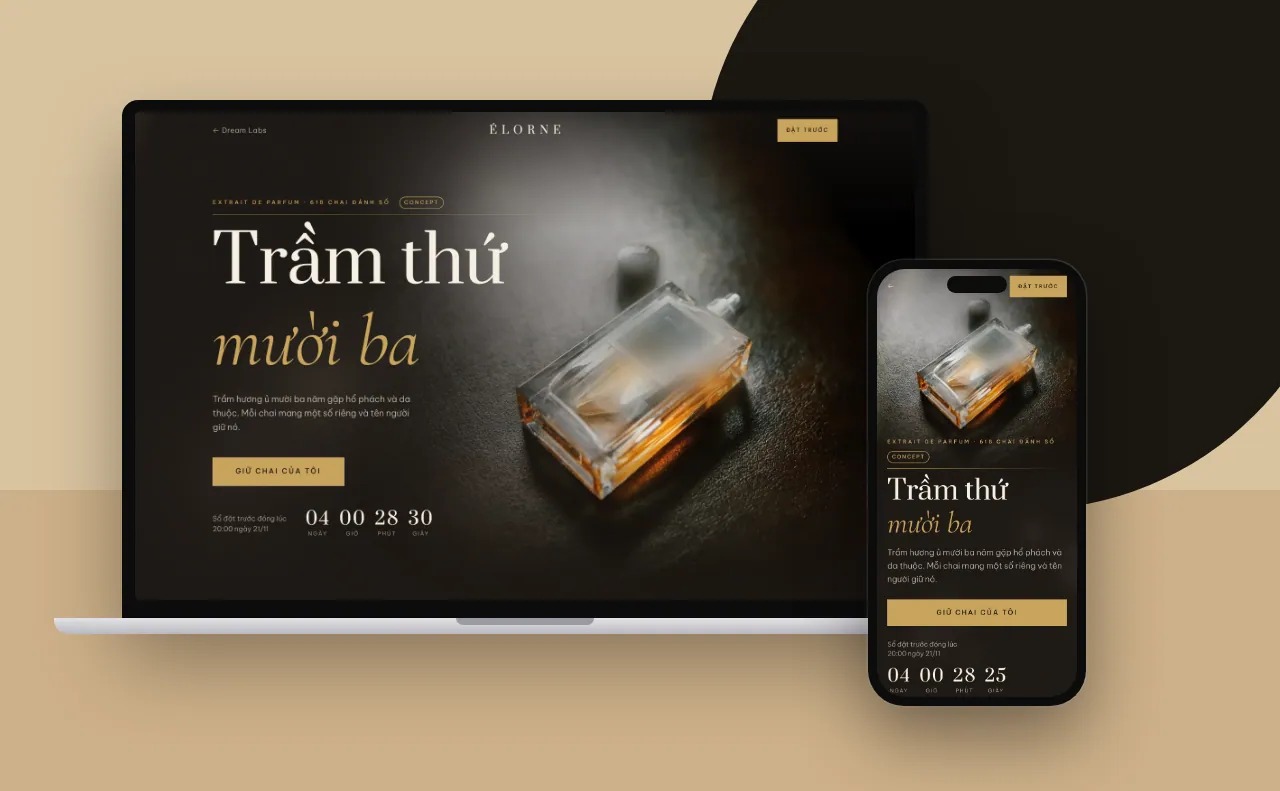 ← Dream Labs
ÉLORNE
ĐẶT TRƯỚC
EXTRAIT DE PARFUM · 618 CHAI ĐÁNH SỐ
CONCEPT
Trầm thứ
mười ba
Trầm hương ủ mười ba năm gặp hổ phách và da
thuộc. Mỗi chai mang một số riêng và tên người
giữ nó.
GIỮ CHAI CỦA TÔI
Sổ đặt trước đóng lúc
20:00 ngày 21/11
04 00 28 30
NGÀY GIỜ PHÚT GIÂY
←
ĐẶT TRƯỚC
EXTRAIT DE PARFUM · 618 CHAI ĐÁNH SỐ
CONCEPT
Trầm thứ
mười ba
Trầm hương ủ mười ba năm gặp hổ phách và
da thuộc. Mỗi chai mang một số riêng và tên
người giữ nó.
GIỮ CHAI CỦA TÔI
Sổ đặt trước đóng lúc
20:00 ngày 21/11
04 00 28 25
NGÀY GIỜ PHÚT GIÂY